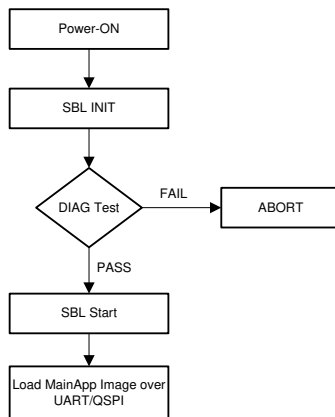 Power-ON
SBL INIT
DIAG Test
FAIL
ABORT
PASS
SBL Start
Load MainApp Image over
UART/QSPI